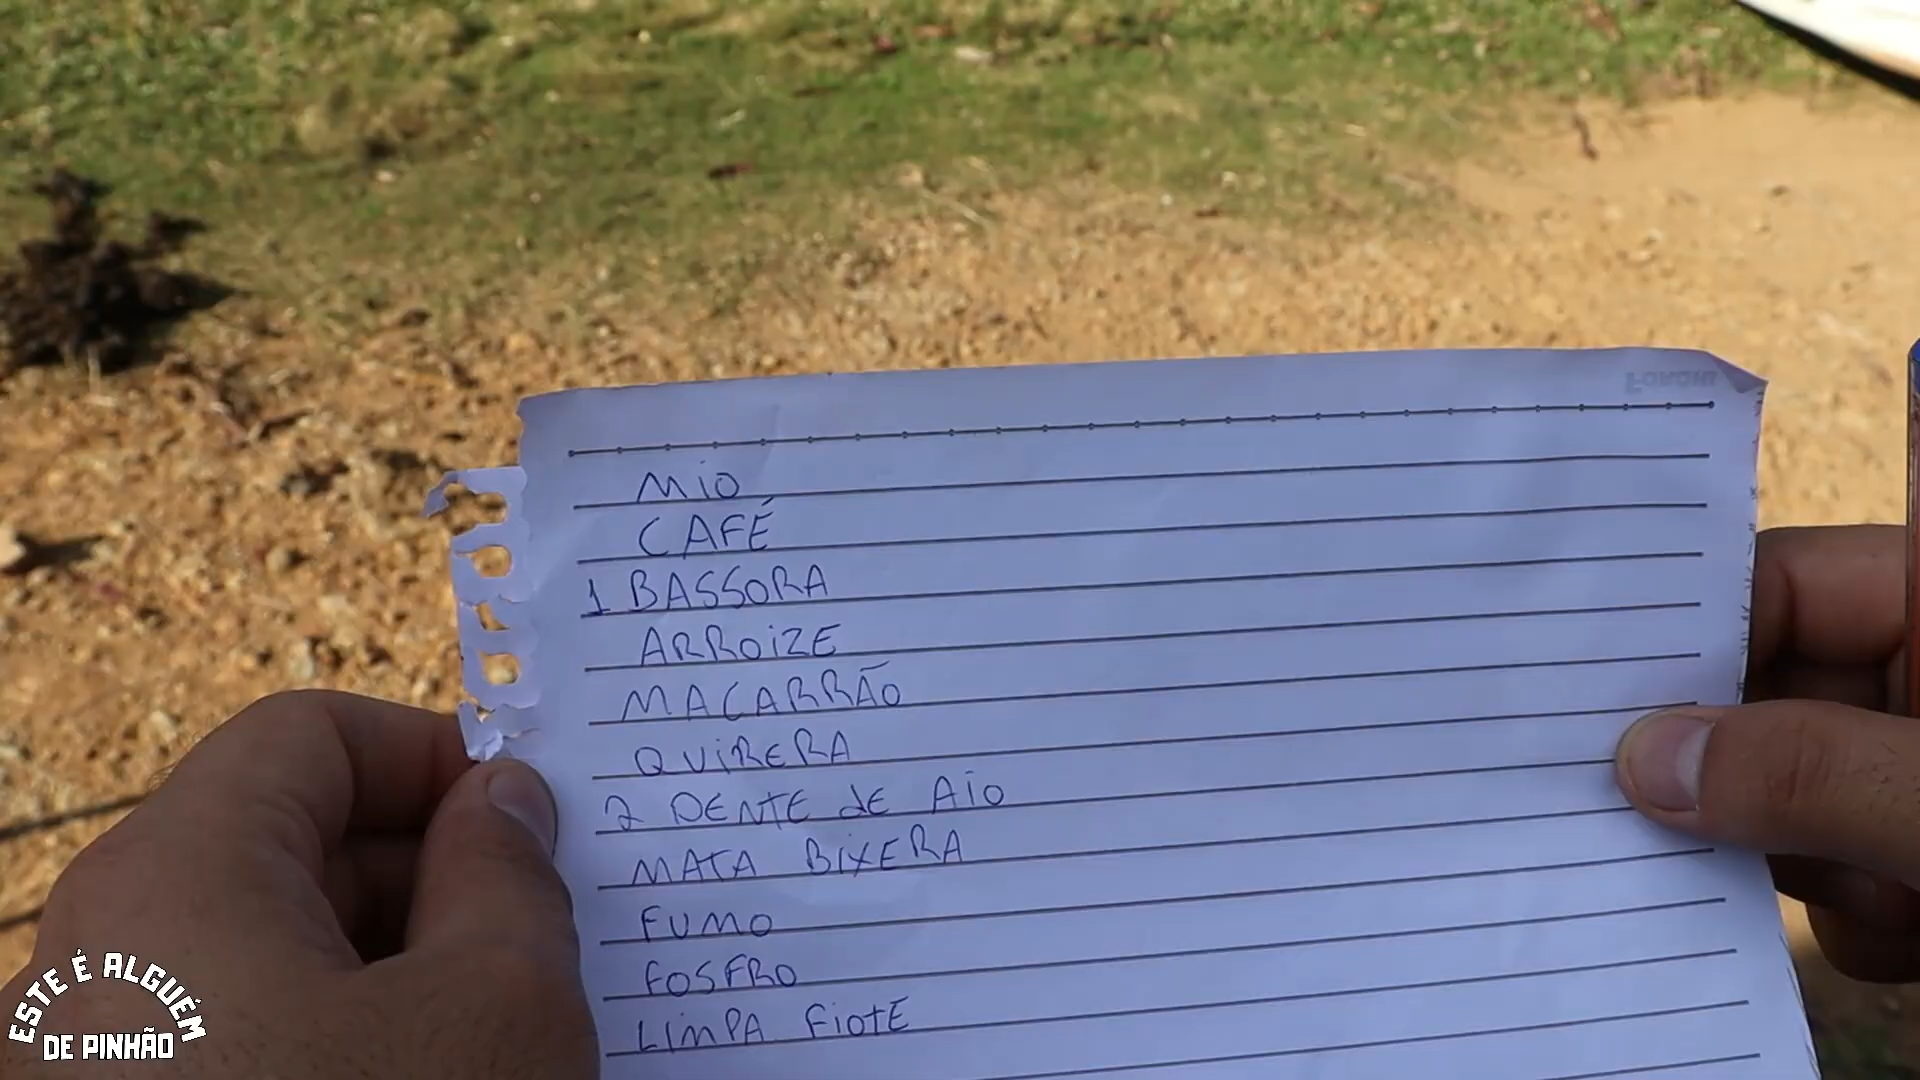 Foroni
MiO
CAFÉ
1 BASSORA
ARROiZE
MACARRÃO
QUiRERA
2 DENTE dE AiO
MATA BiXERA
FUMO
FOSFRO
LiMPA FiOtE
ESTE É ALGUÉM
DE PINHÃO